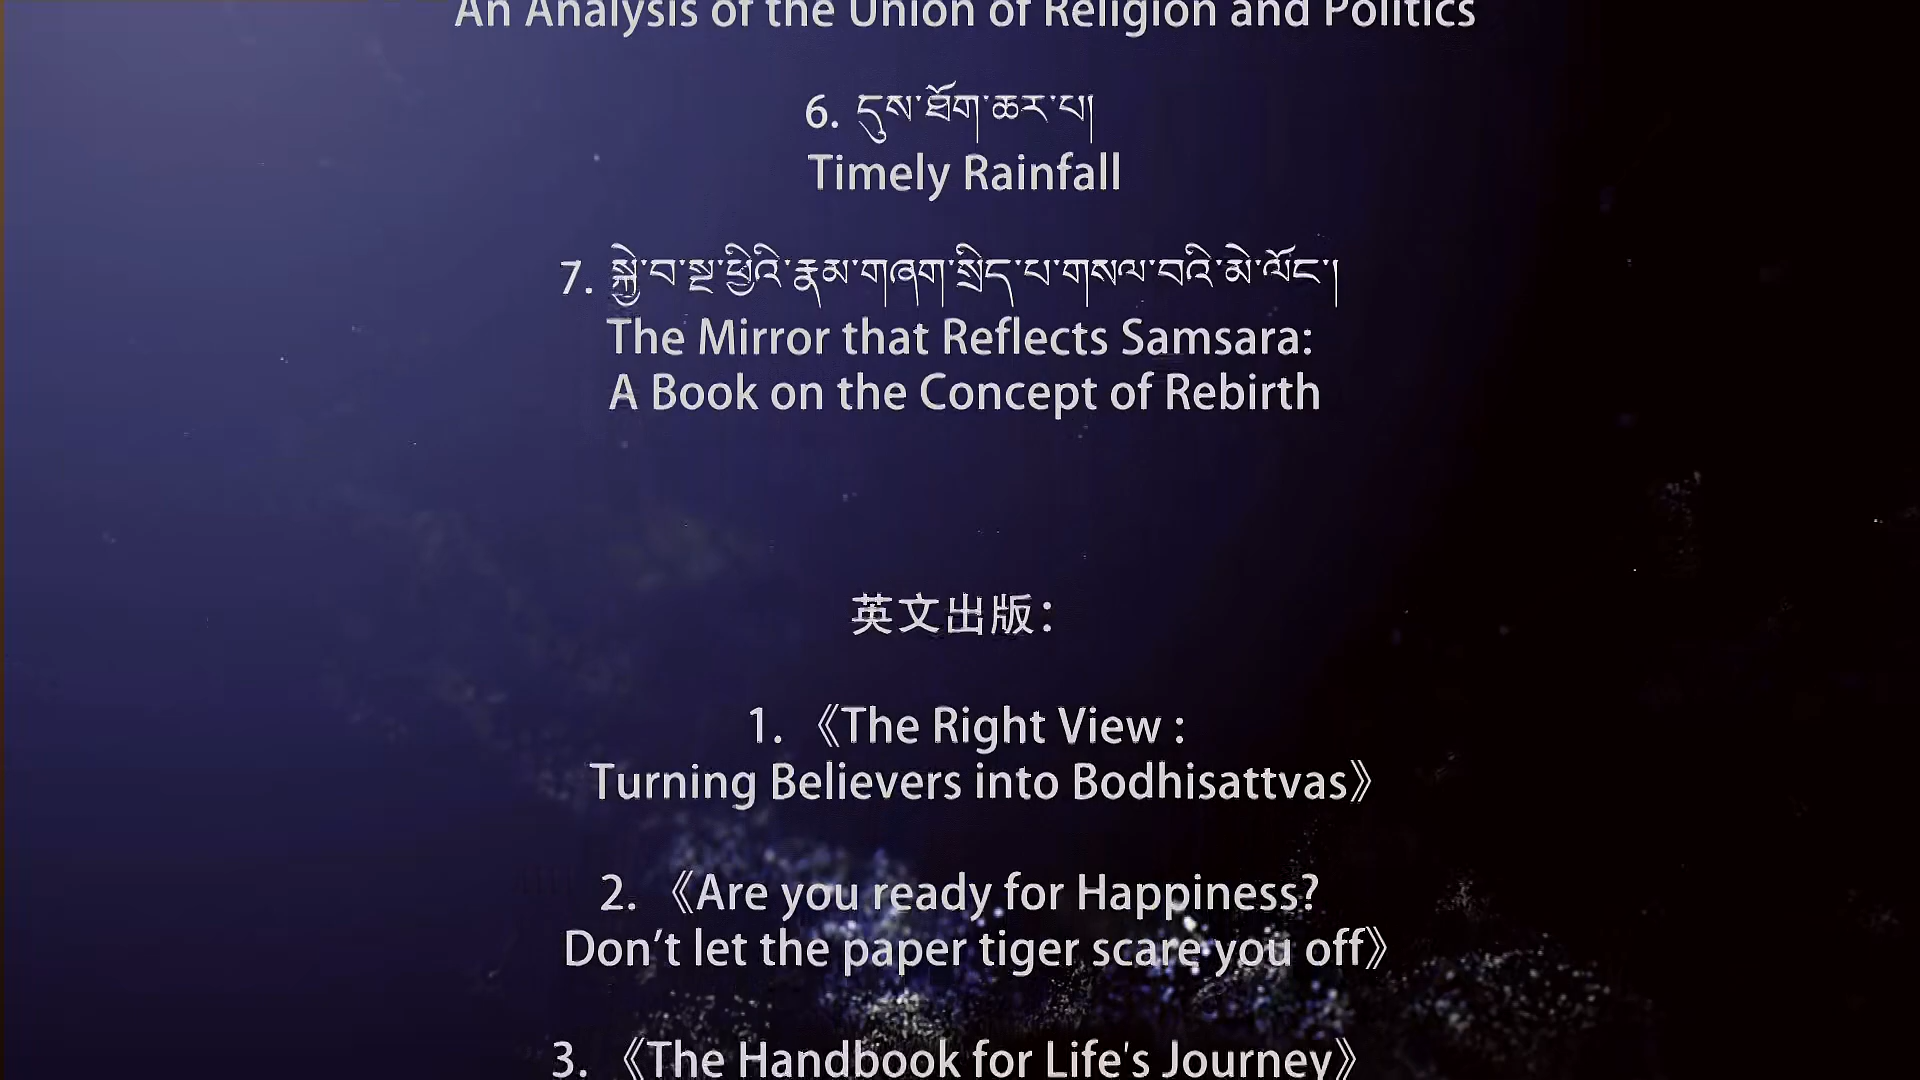 An Analysis of the Union of Religion and Politics
6. དུས་ཐོག་ཆར་པ།
Timely Rainfall
7. སྐྱེ་བ་སྔ་ཕྱིའི་རྣམ་གཞག་སྲིད་པ་གསལ་བའི་མེ་ལོང་།
The Mirror that Reflects Samsara:
A Book on the Concept of Rebirth
英文出版：
1. 《The Right View :
Turning Believers into Bodhisattvas》
2. 《Are you ready for Happiness?
Don’t let the paper tiger scare you off》
3. 《The Handbook for Life's Journey》